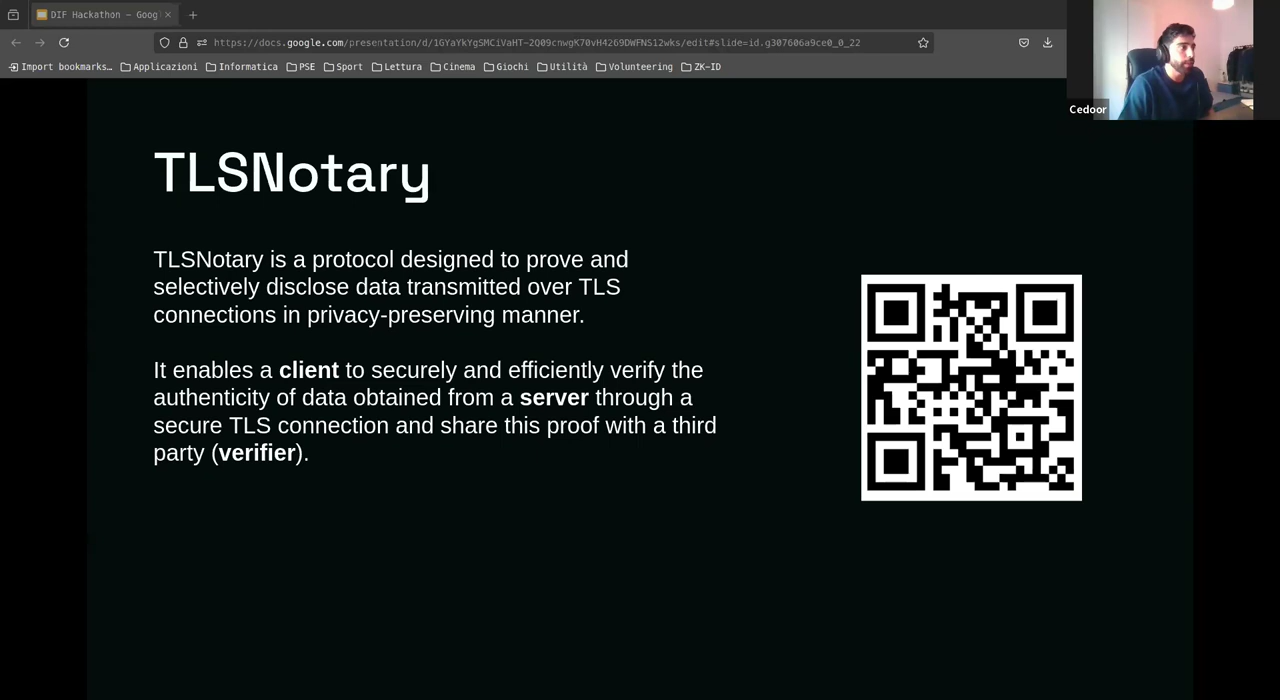 DIF Hackathon – Goog
https://docs.google.com/presentation/d/1GYaYkYgSMCiVaHT-2Q09cnwgK70vH4269DWFNS12wks/edit#slide=id.g307606a9ce0_0_22
Import bookmarks… Applicazioni Informatica PSE Sport Lettura Cinema Giochi Utilità Volunteering ZK-ID
Cedoor
TLSNotary
TLSNotary is a protocol designed to prove and
selectively disclose data transmitted over TLS
connections in privacy-preserving manner.
It enables a client to securely and efficiently verify the
authenticity of data obtained from a server through a
secure TLS connection and share this proof with a third
party (verifier).